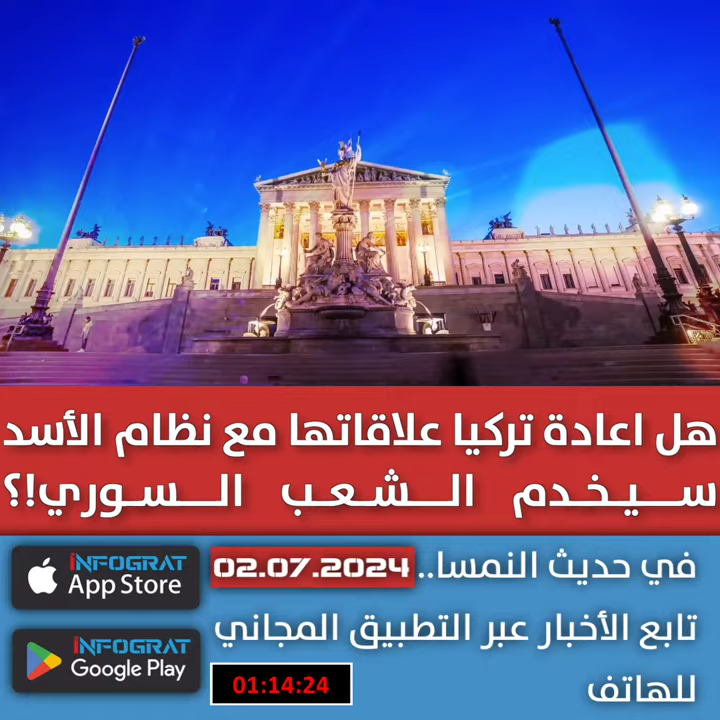 هل اعادة تركيا علاقاتها مع نظام الأسد
سيخدم الشعب السوري!؟
في حديث النمسا.. 02.07.2024
تابع الأخبار عبر التطبيق المجاني
للهاتف
INFOGRAT
App Store
INFOGRAT
Google Play
01:14:24